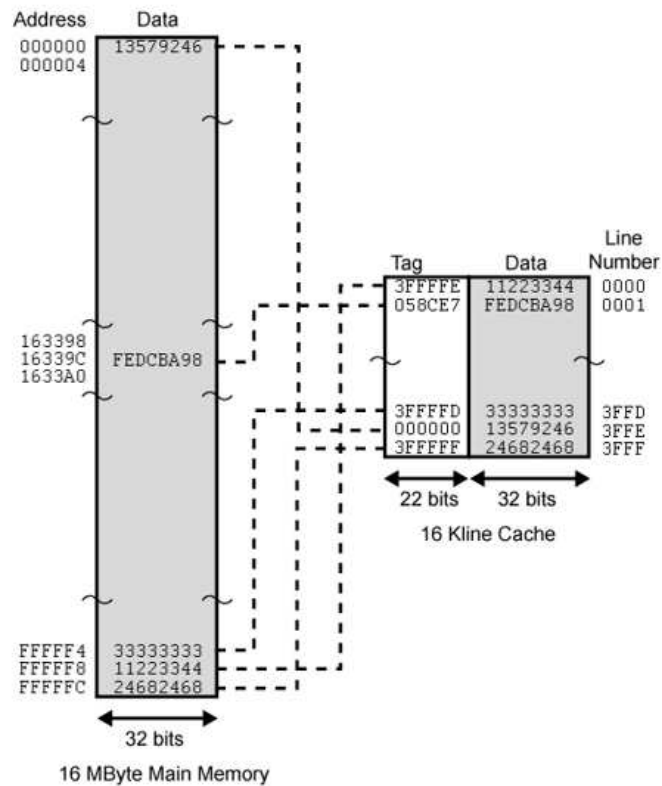 Address Data
000000 13579246
000004
163398
16339C FEDCBA98
1633A0
FFFFF4 33333333
FFFFF8 11223344
FFFFFC 24682468
32 bits
16 MByte Main Memory
Line
Tag Data Number
3FFFFE 11223344 0000
058CE7 FEDCBA98 0001
3FFFFD 33333333 3FFD
000000 13579246 3FFE
3FFFFF 24682468 3FFF
22 bits 32 bits
16 Kline Cache